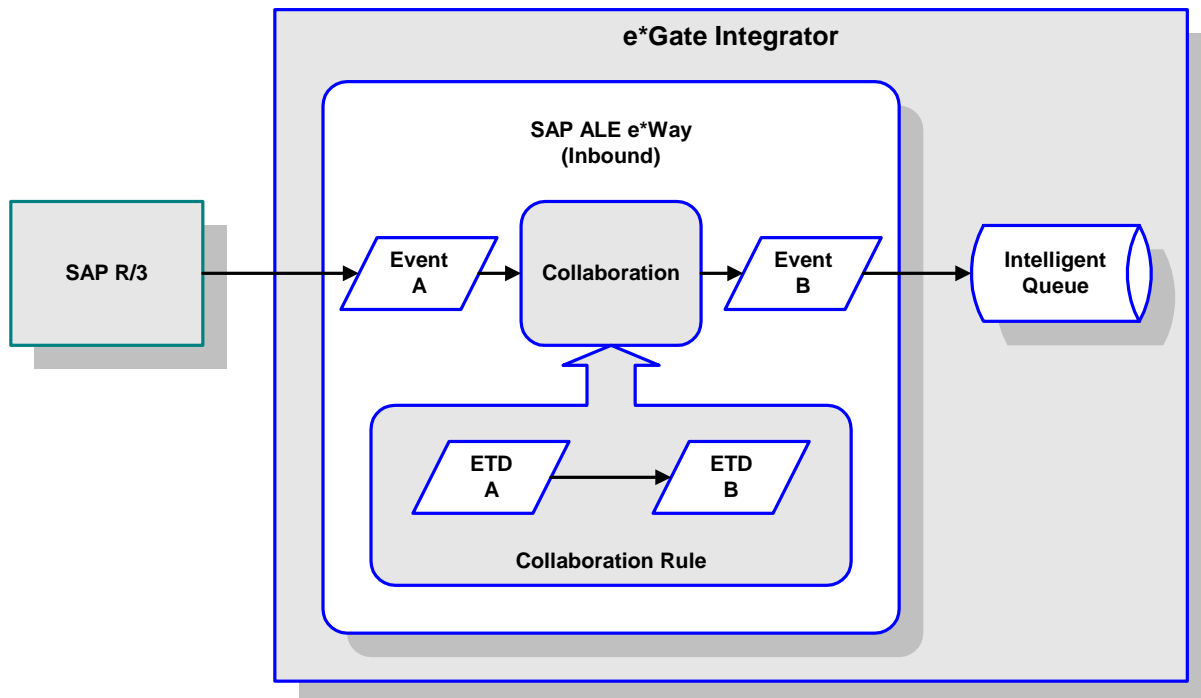 e*Gate Integrator
SAP ALE e*Way
(Inbound)
SAP R/3
Event
A
Collaboration
Event
B
Intelligent
Queue
ETD
A
ETD
B
Collaboration Rule